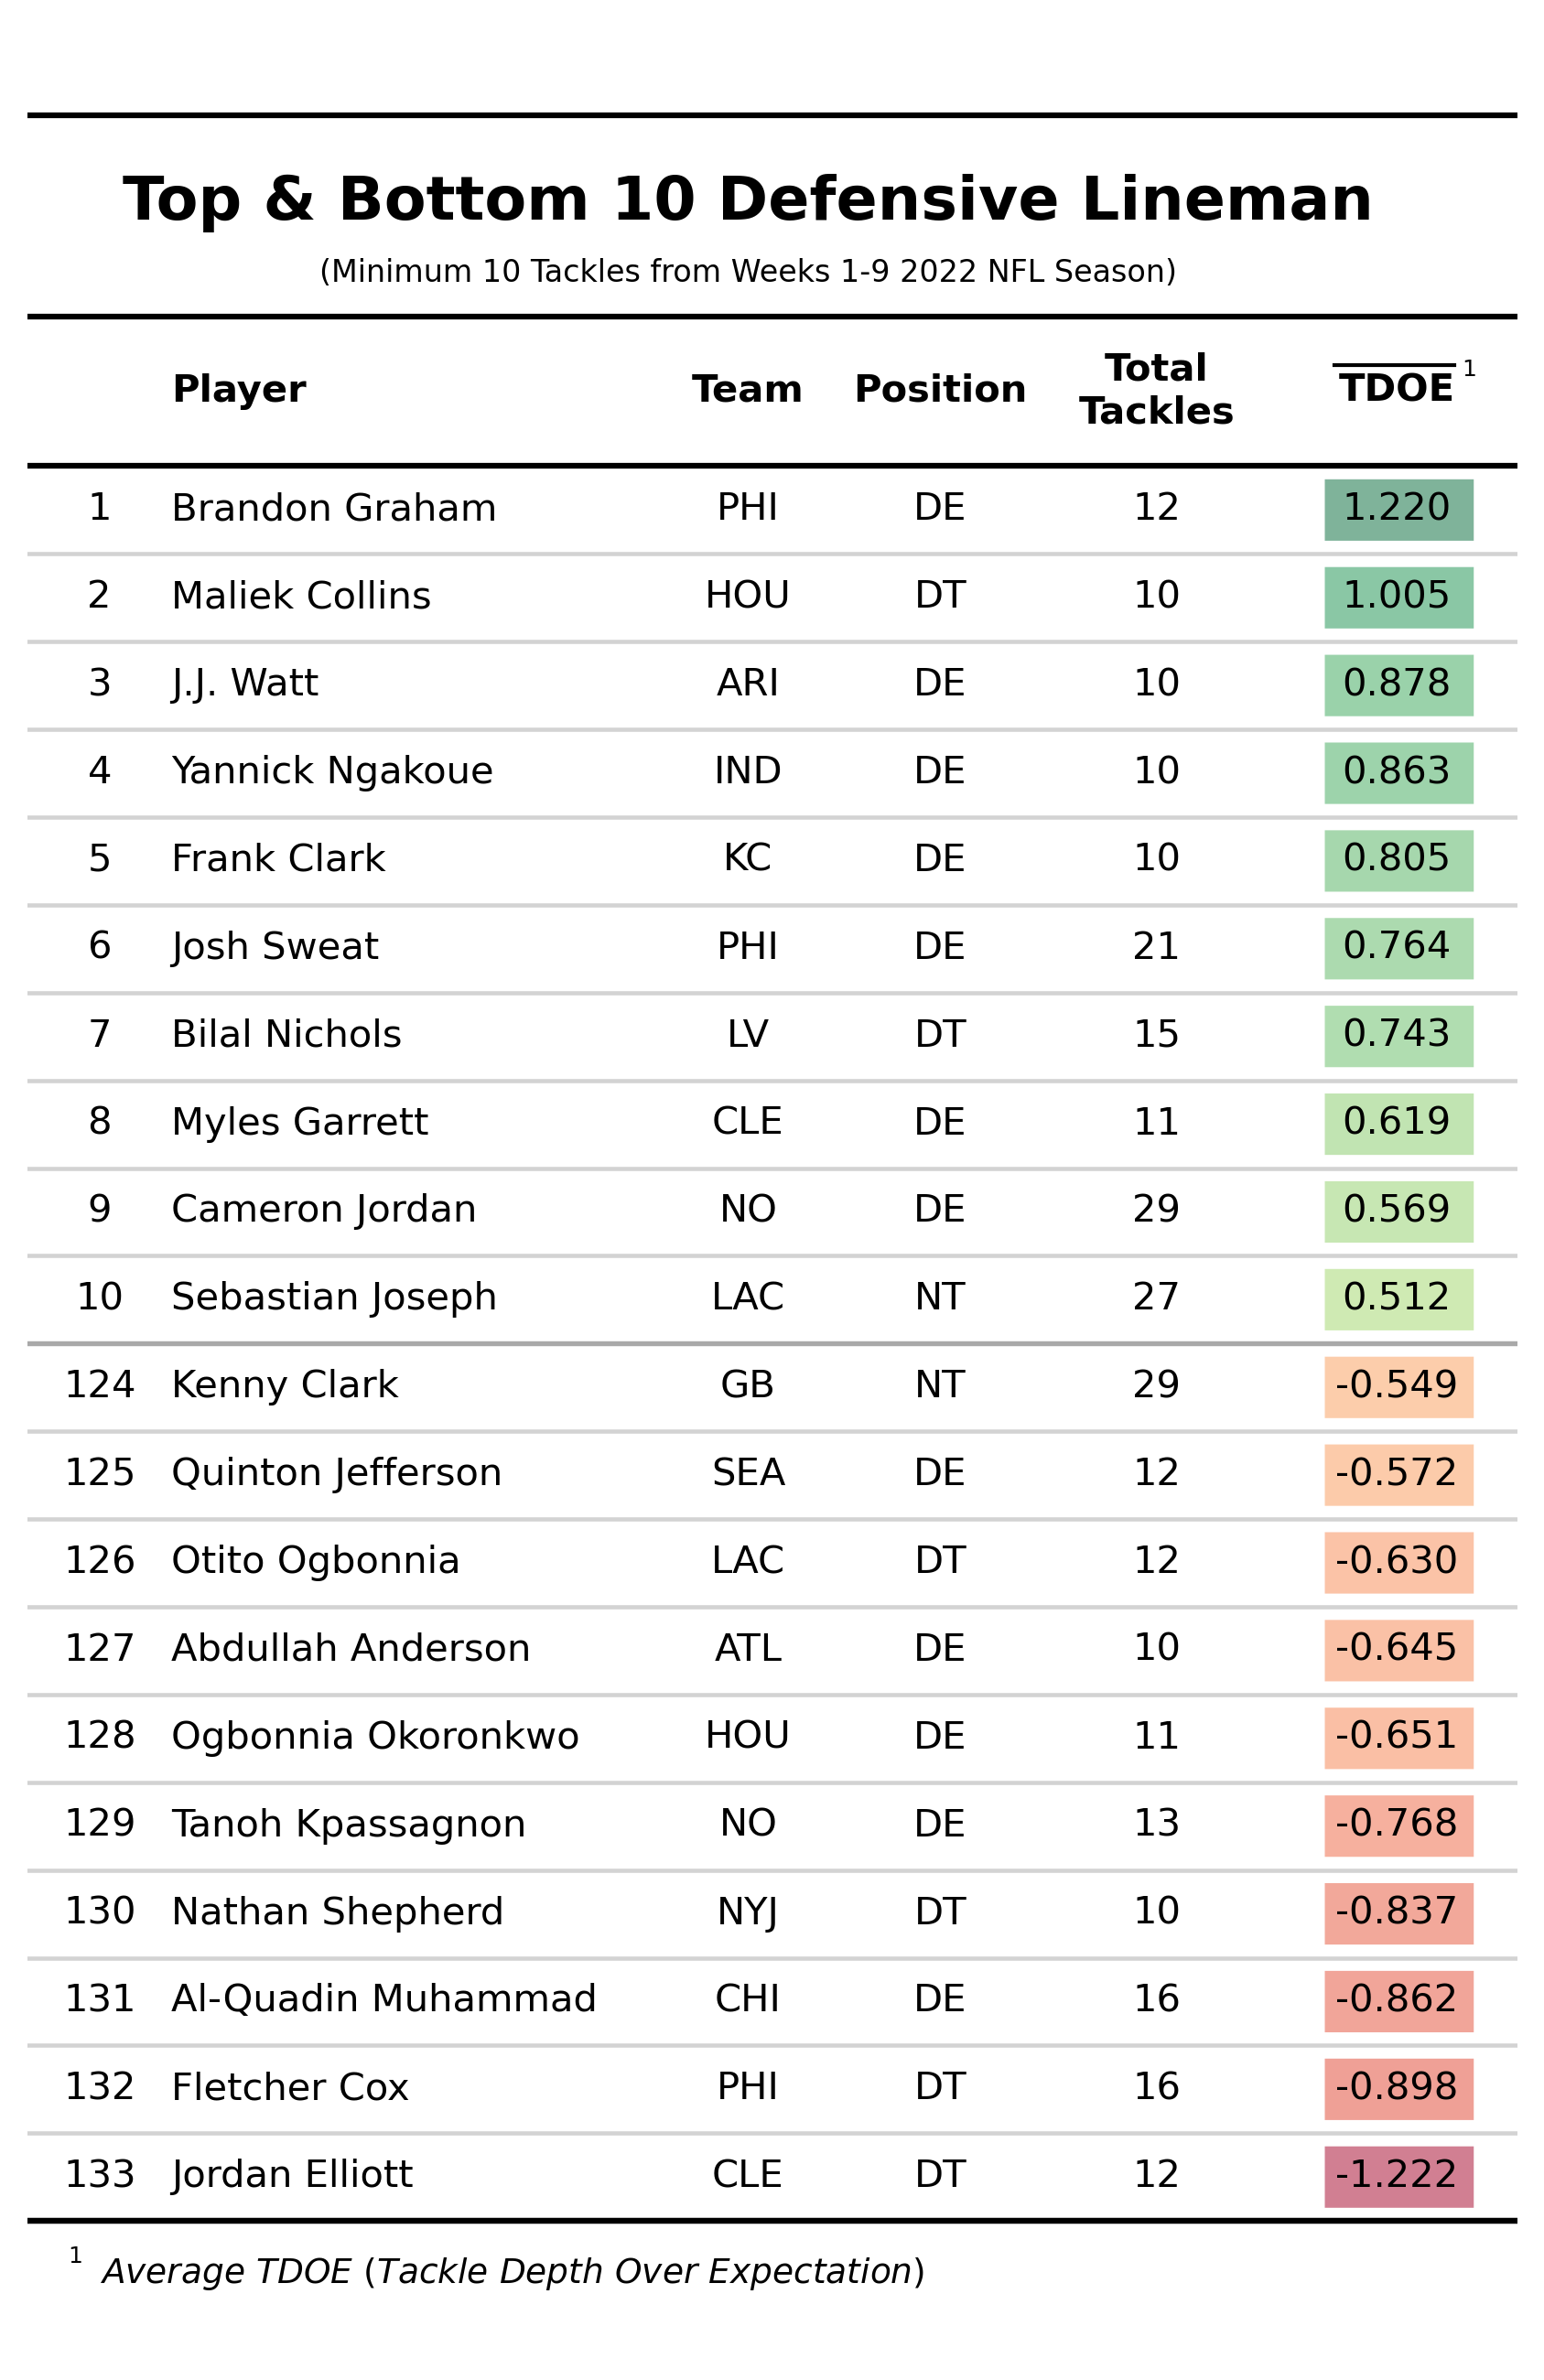 Top & Bottom 10 Defensive Lineman
(Minimum 10 Tackles from Weeks 1-9 2022 NFL Season)
Player Team Position Total Tackles TDOE 1
1 Brandon Graham PHI DE 12 1.220
2 Maliek Collins HOU DT 10 1.005
3 J.J. Watt ARI DE 10 0.878
4 Yannick Ngakoue IND DE 10 0.863
5 Frank Clark KC DE 10 0.805
6 Josh Sweat PHI DE 21 0.764
7 Bilal Nichols LV DT 15 0.743
8 Myles Garrett CLE DE 11 0.619
9 Cameron Jordan NO DE 29 0.569
10 Sebastian Joseph LAC NT 27 0.512
124 Kenny Clark GB NT 29 -0.549
125 Quinton Jefferson SEA DE 12 -0.572
126 Otito Ogbonnia LAC DT 12 -0.630
127 Abdullah Anderson ATL DE 10 -0.645
128 Ogbonnia Okoronkwo HOU DE 11 -0.651
129 Tanoh Kpassagnon NO DE 13 -0.768
130 Nathan Shepherd NYJ DT 10 -0.837
131 Al-Quadin Muhammad CHI DE 16 -0.862
132 Fletcher Cox PHI DT 16 -0.898
133 Jordan Elliott CLE DT 12 -1.222
1 Average TDOE (Tackle Depth Over Expectation)